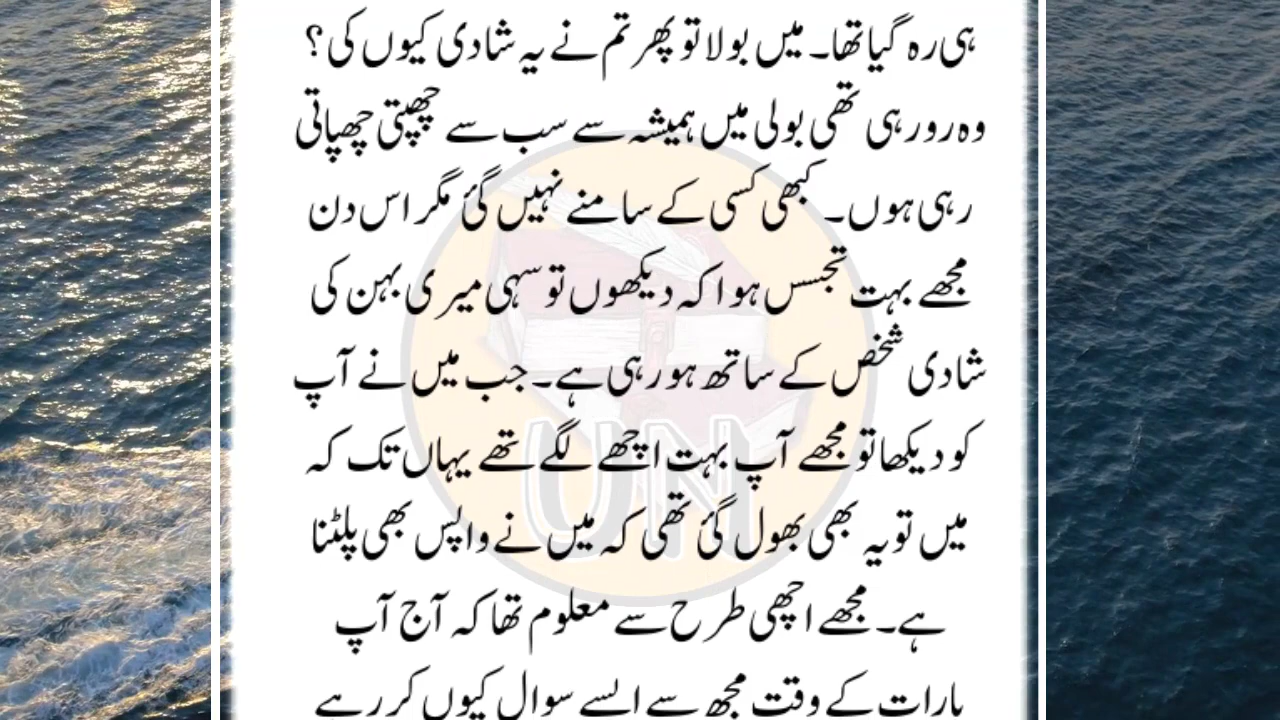 ہی رہ گیا تھا۔ میں بولا تو پھر تم نے یہ شادی کیوں کی؟
وہ رو رہی تھی بولی میں ہمیشہ سے سب سے چھپتی چھپاتی
رہی ہوں۔ کبھی کسی کے سامنے نہیں گئ مگر اس دن
مجھے بہت تجسس ہوا کہ دیکھوں تو سہی میری بہن کی
شادی شخص کے ساتھ ہو رہی ہے۔ جب میں نے آپ
کو دیکھا تو مجھے آپ بہت اچھے لگے تھے یہاں تک کہ
میں تو یہ بھی بھول گئ تھی کہ میں نے واپس بھی پلٹنا
ہے۔ مجھے اچھی طرح سے معلوم تھا کہ آج آپ
بارات کے وقت مجھ سے ایسے سوال کیوں کر رہے
UN